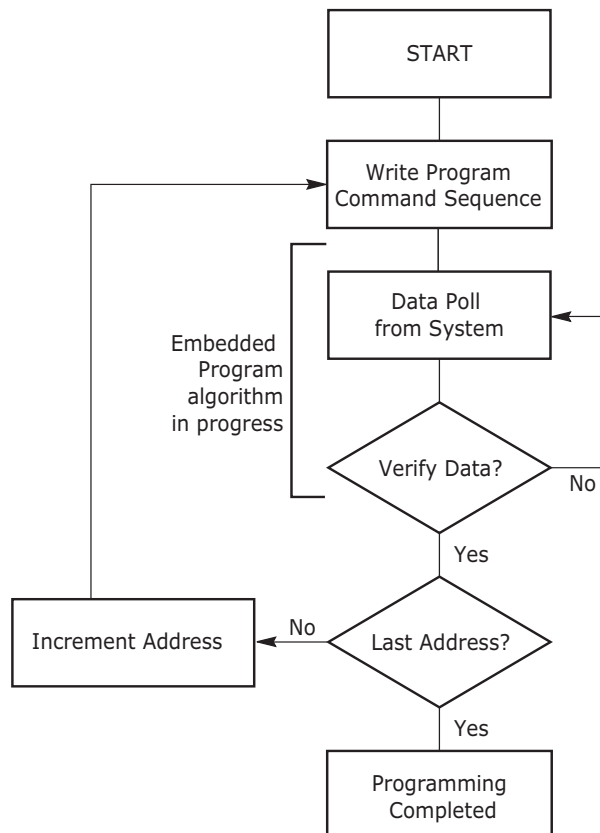 START
Write Program
Command Sequence
Data Poll
from System
Embedded
Program
algorithm
in progress
Verify Data?
No
Yes
Increment Address
No
Last Address?
Yes
Programming
Completed